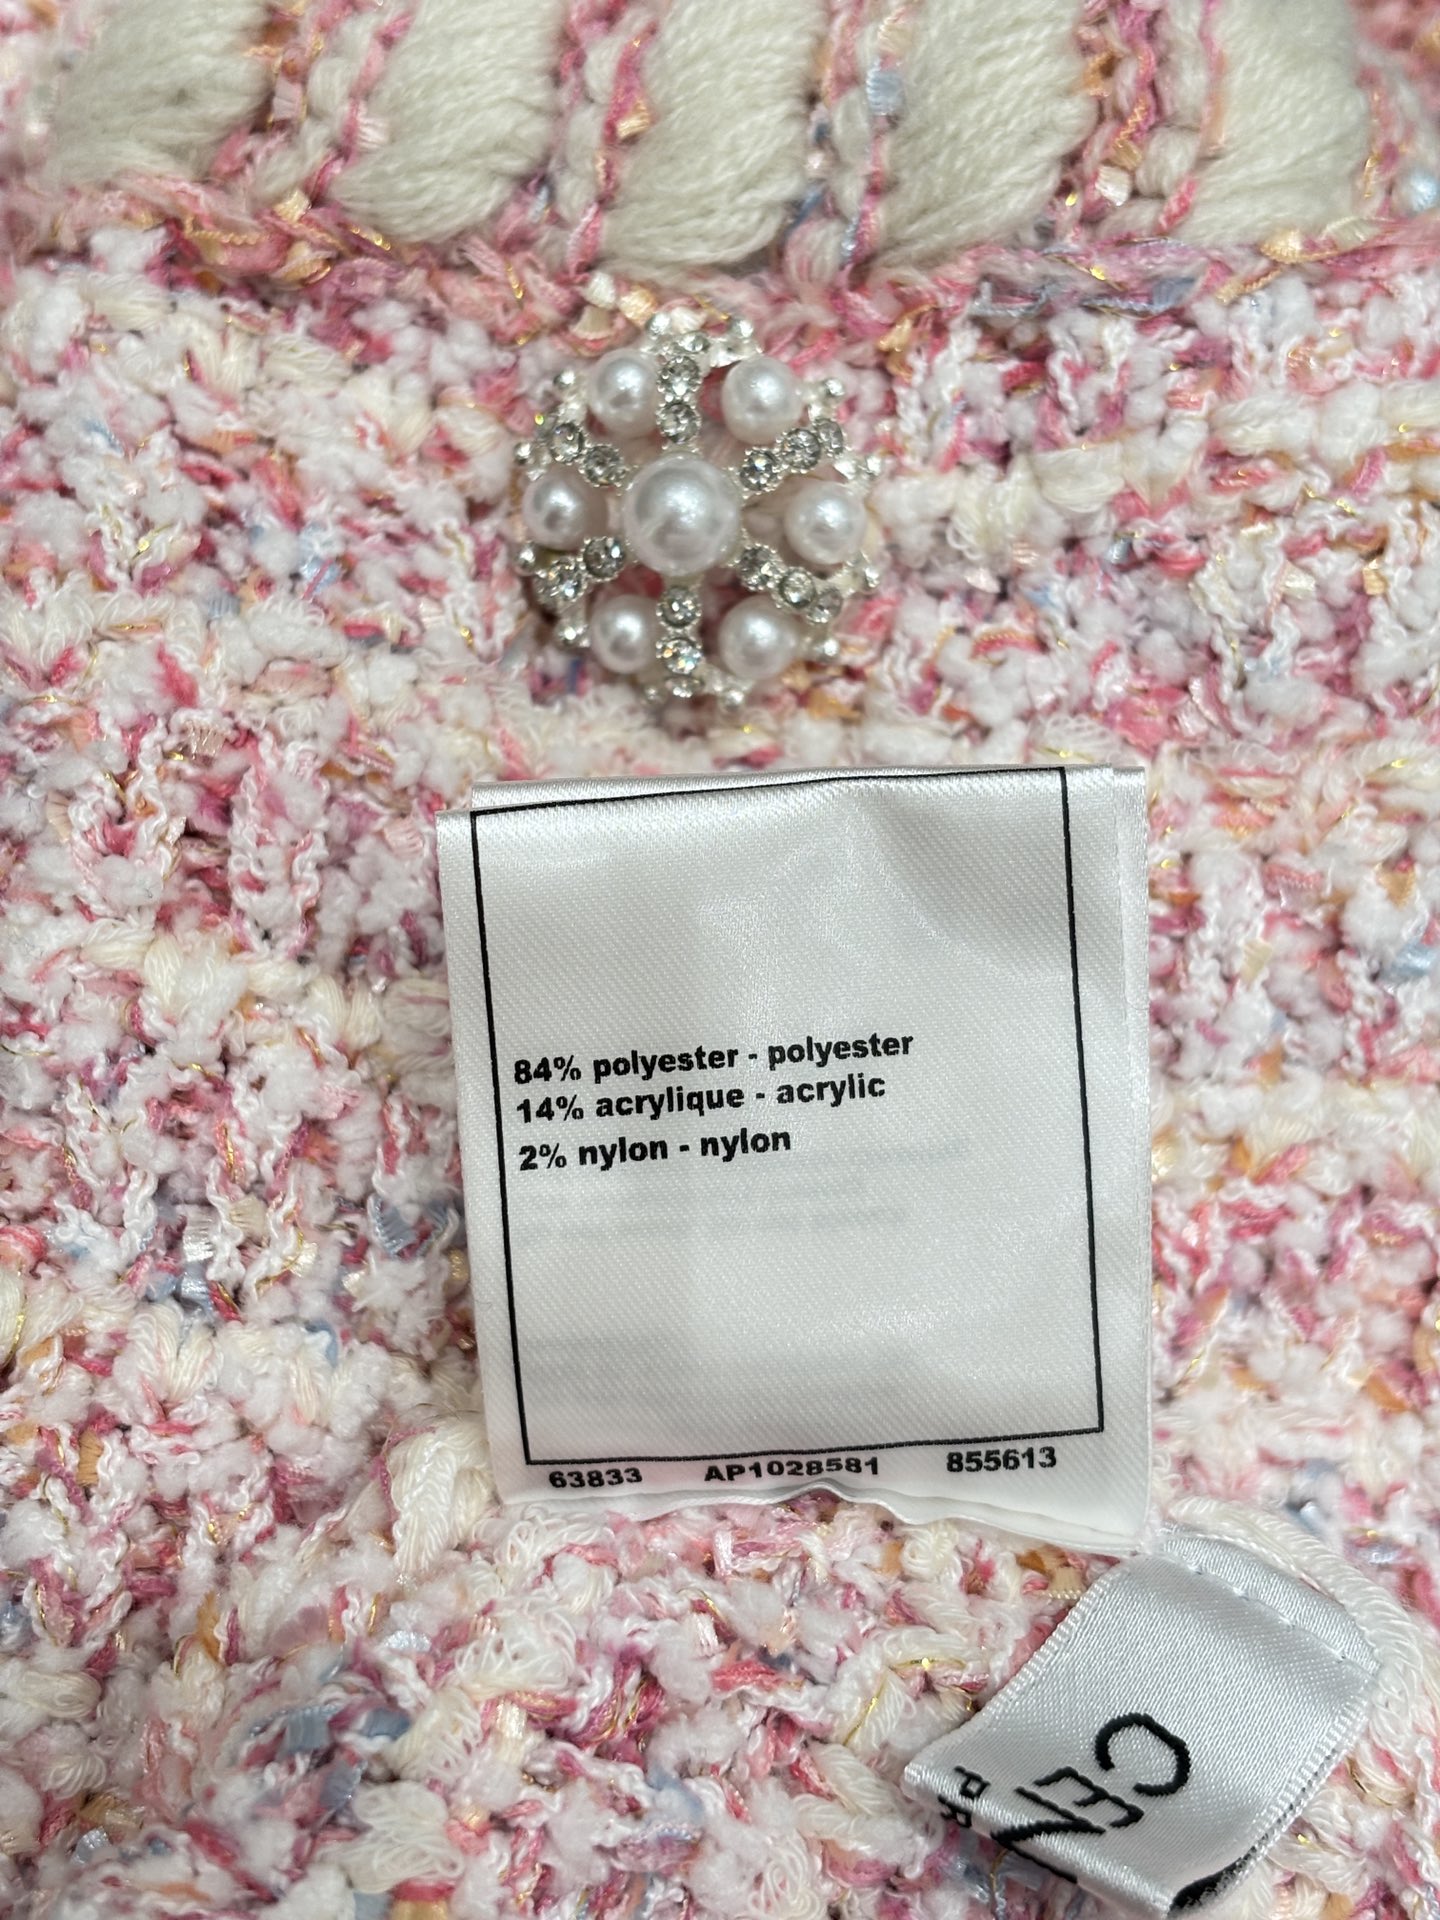 84% polyester - polyester
14% acrylique - acrylic
2% nylon - nylon
63833 AP1028581 855613